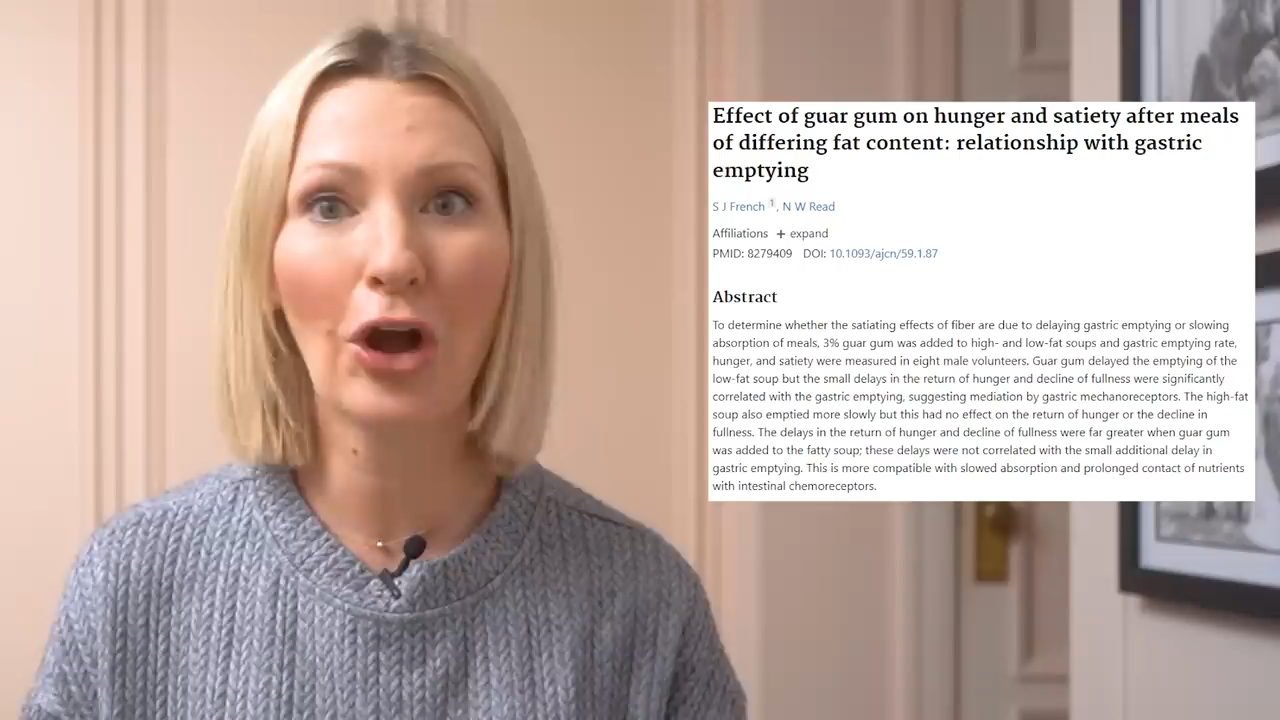 Effect of guar gum on hunger and satiety after meals
of differing fat content: relationship with gastric
emptying
S J French 1, N W Read
Affiliations + expand
PMID: 8279409 DOI: 10.1093/ajcn/59.1.87
Abstract
To determine whether the satiating effects of fiber are due to delaying gastric emptying or slowing
absorption of meals, 3% guar gum was added to high- and low-fat soups and gastric emptying rate,
hunger, and satiety were measured in eight male volunteers. Guar gum delayed the emptying of the
low-fat soup but the small delays in the return of hunger and decline of fullness were significantly
correlated with the gastric emptying, suggesting mediation by gastric mechanoreceptors. The high-fat
soup also emptied more slowly but this had no effect on the return of hunger or the decline in
fullness. The delays in the return of hunger and decline of fullness were far greater when guar gum
was added to the fatty soup; these delays were not correlated with the small additional delay in
gastric emptying. This is more compatible with slowed absorption and prolonged contact of nutrients
with intestinal chemoreceptors.